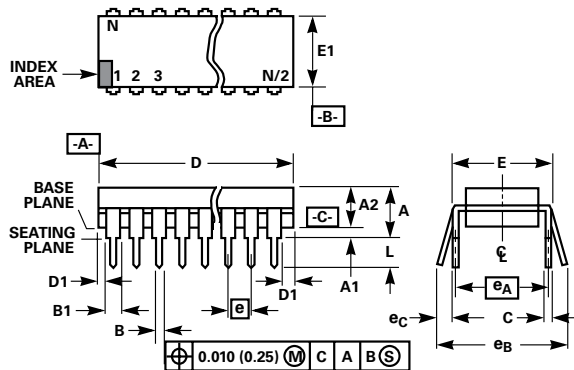 N
INDEX
AREA
1 2 3 N/2
E1
-B-
-A-
D
E
BASE
PLANE
A2
A
-C-
SEATING
PLANE
L
D1
D1
A1
B1
e
eA
B
eC
C
eB
0.010 (0.25) M C A B S